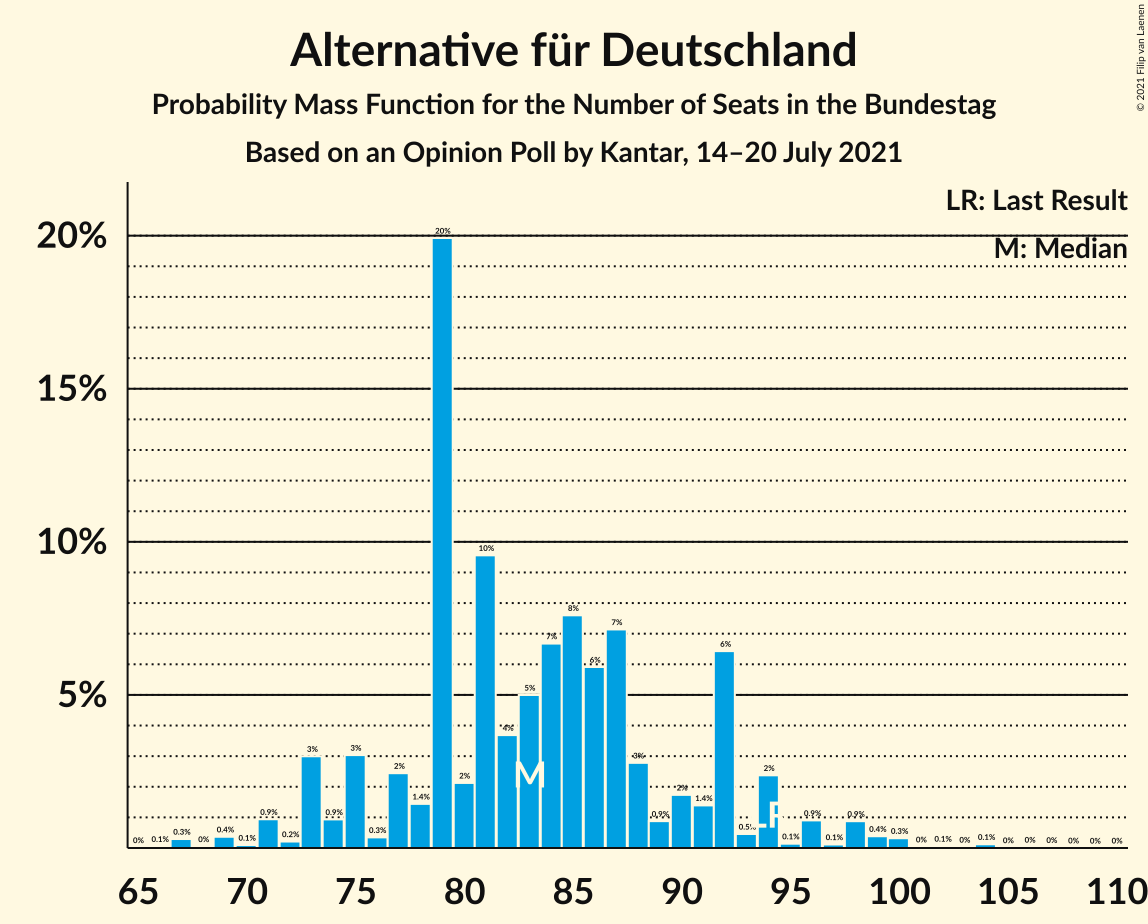 Alternative für Deutschland
Probability Mass Function for the Number of Seats in the Bundestag
Based on an Opinion Poll by Kantar, 14–20 July 2021
© 2021 Filip van Laenen
LR: Last Result
M: Median
20%
15%
10%
5%
0% 0.1% 0.3% 0% 0.4% 0.1% 0.9% 0.2% 3% 0.9% 3% 0.3% 2% 1.4% 20% 2% 10% 4% 5% 7% 8% 6% 7% 3% 0.9% 2% 1.4% 6% 0.5% 2% 0.1% 0.9% 0.1% 0.9% 0.4% 0.3% 0% 0.1% 0% 0.1% 0% 0% 0% 0% 0% 0%
M
LR
65 70 75 80 85 90 95 100 105 110